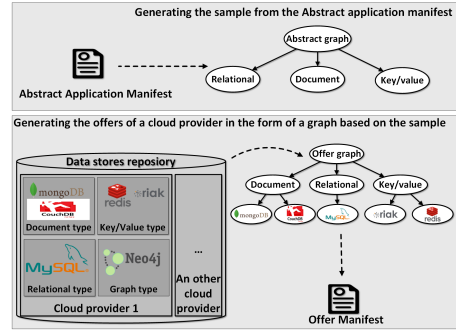 Generating the sample from the Abstract application manifest
Abstract graph
Relational
Document
Key/value
Abstract Application Manifest
Generating the offers of a cloud provider in the form of a graph based on the sample
Data stores reposiory
mongoDB
CouchDB
Document type
redis
riak
Key/Value type
MySQL
Relational type
Neo4j
Graph type
Cloud provider 1
...
An other
cloud
provider
Offer graph
Document
Relational
Key/value
mongoDB
CouchDB
MySQL
riak
redis
Offer Manifest